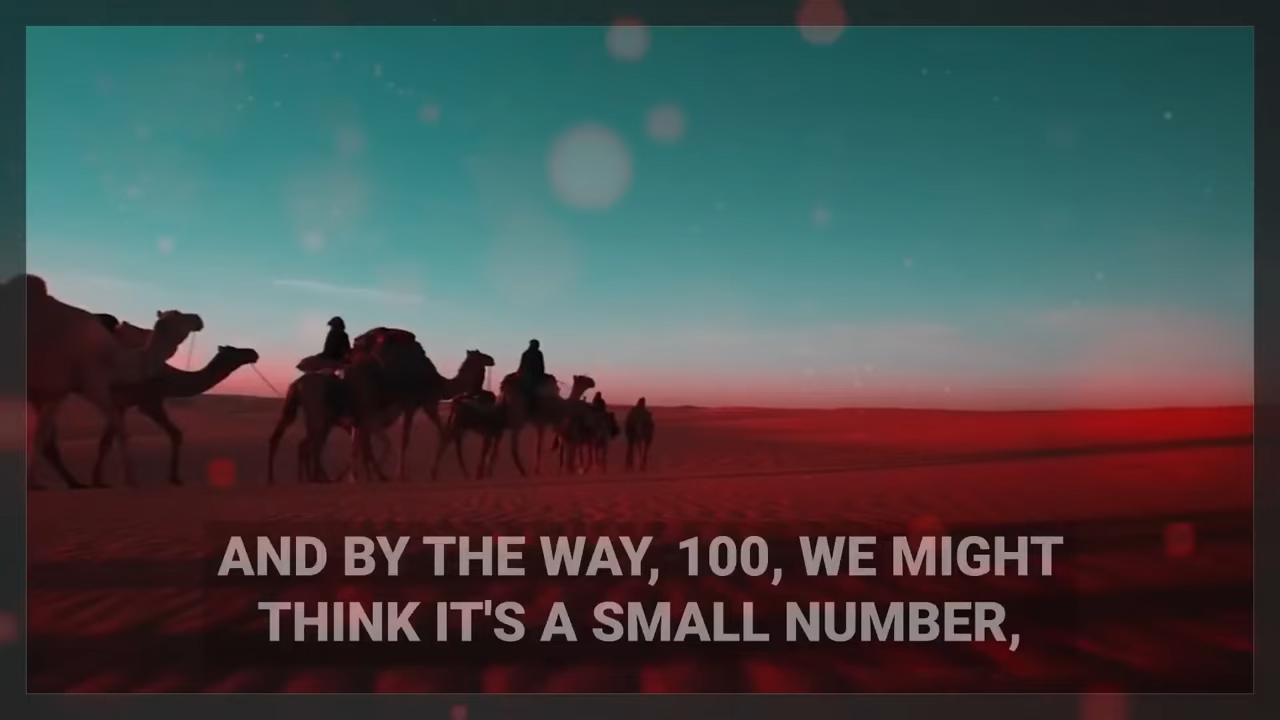 AND BY THE WAY, 100, WE MIGHT
THINK IT'S A SMALL NUMBER,